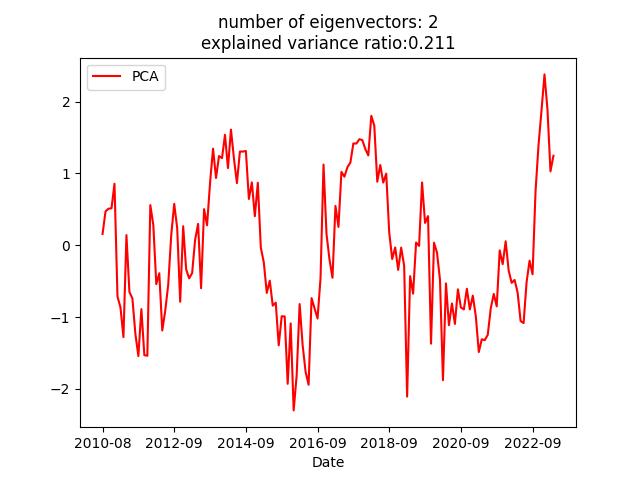 number of eigenvectors: 2
explained variance ratio:0.211
PCA
2
1
0
−1
−2
2010-08 2012-09 2014-09 2016-09 2018-09 2020-09 2022-09
Date